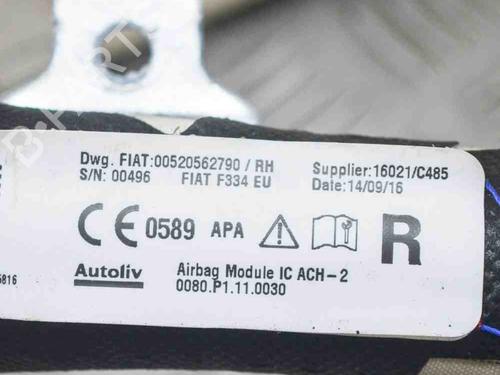 Dwg. FIAT:00520562790 / RH
Supplier:16021/C485
S/N: 00496
FIAT F334 EU
Date:14/09/16
CE 0589 APA
R
5816
Autoliv
Airbag Module IC ACH-2
0080.P1.11.0030